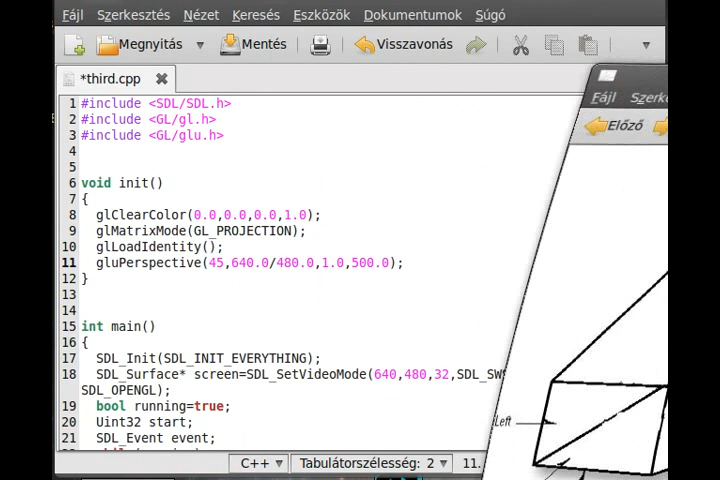 Fájl Szerkesztés Nézet Keresés Eszközök Dokumentumok Súgó
Megnyitás Mentés Visszavonás
*third.cpp
1 #include <SDL/SDL.h>
2 #include <GL/gl.h>
3 #include <GL/glu.h>
4
5
6 void init()
7 {
8 glClearColor(0.0,0.0,0.0,1.0);
9 glMatrixMode(GL_PROJECTION);
10 glLoadIdentity();
11 gluPerspective(45,640.0/480.0,1.0,500.0);
12 }
13
14
15 int main()
16 {
17 SDL_Init(SDL_INIT_EVERYTHING);
18 SDL_Surface* screen=SDL_SetVideoMode(640,480,32,SDL_SW
SDL_OPENGL);
19 bool running=true;
20 Uint32 start;
21 SDL_Event event;
C++ Tabulátorszélesség: 2 11.
Fájl Szerk
Előző
Left